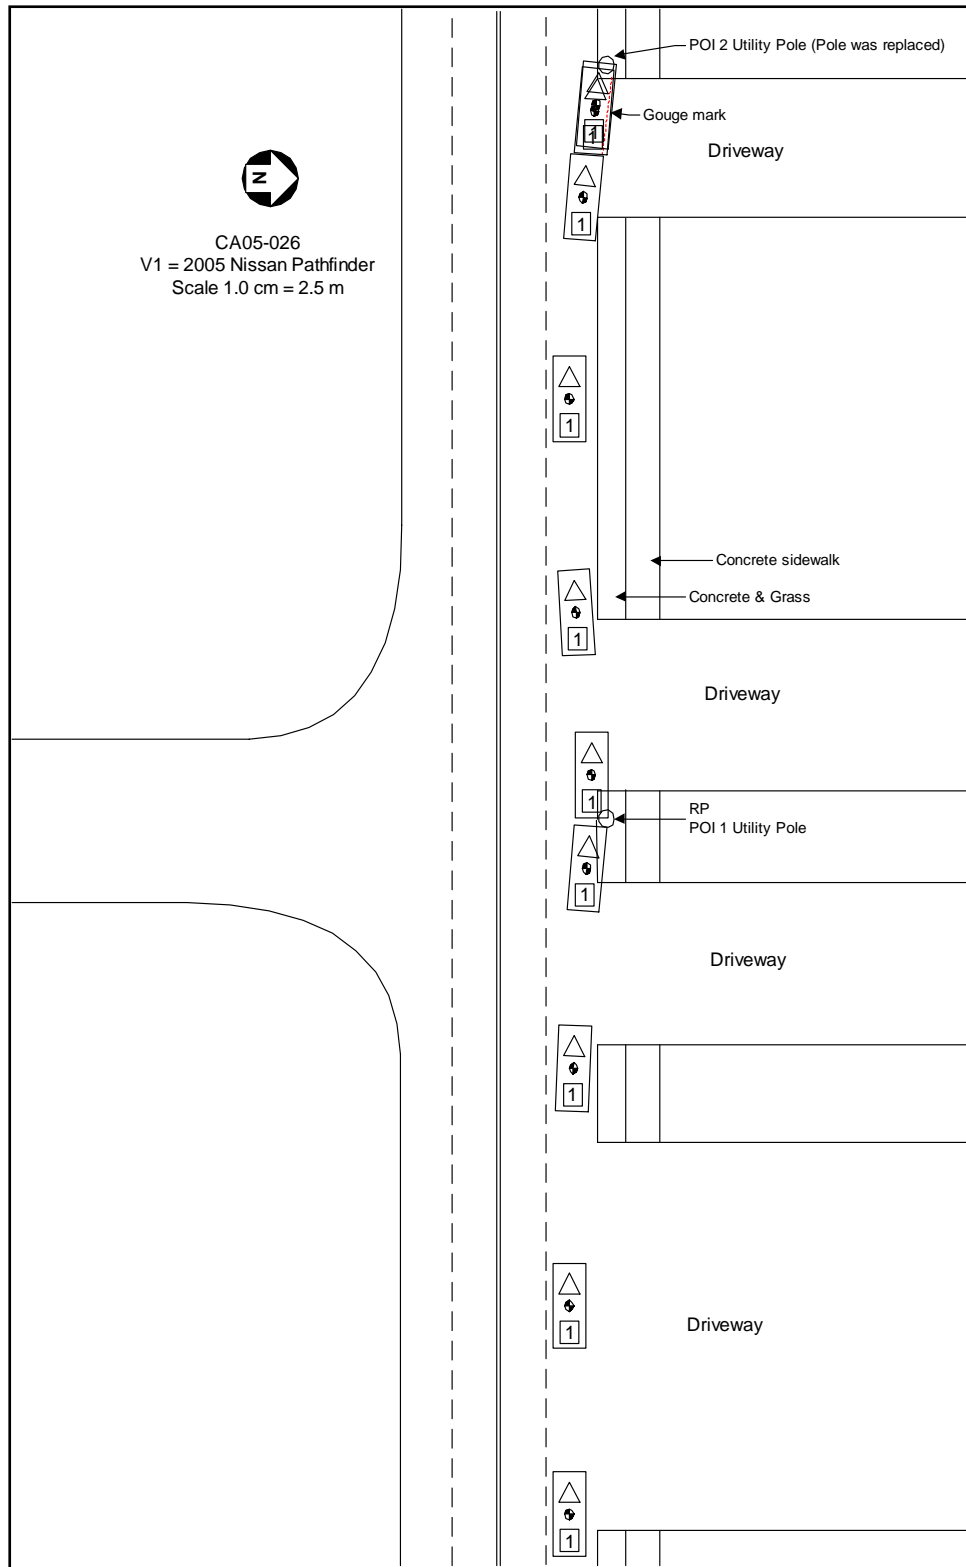 POI 2 Utility Pole (Pole was replaced)
1
Gouge mark
Driveway
N
1
CA05-026
V1 = 2005 Nissan Pathfinder
Scale 1.0 cm = 2.5 m
1
Concrete sidewalk
Concrete & Grass
1
Driveway
1
RP
POI 1 Utility Pole
1
Driveway
1
Driveway
1
1